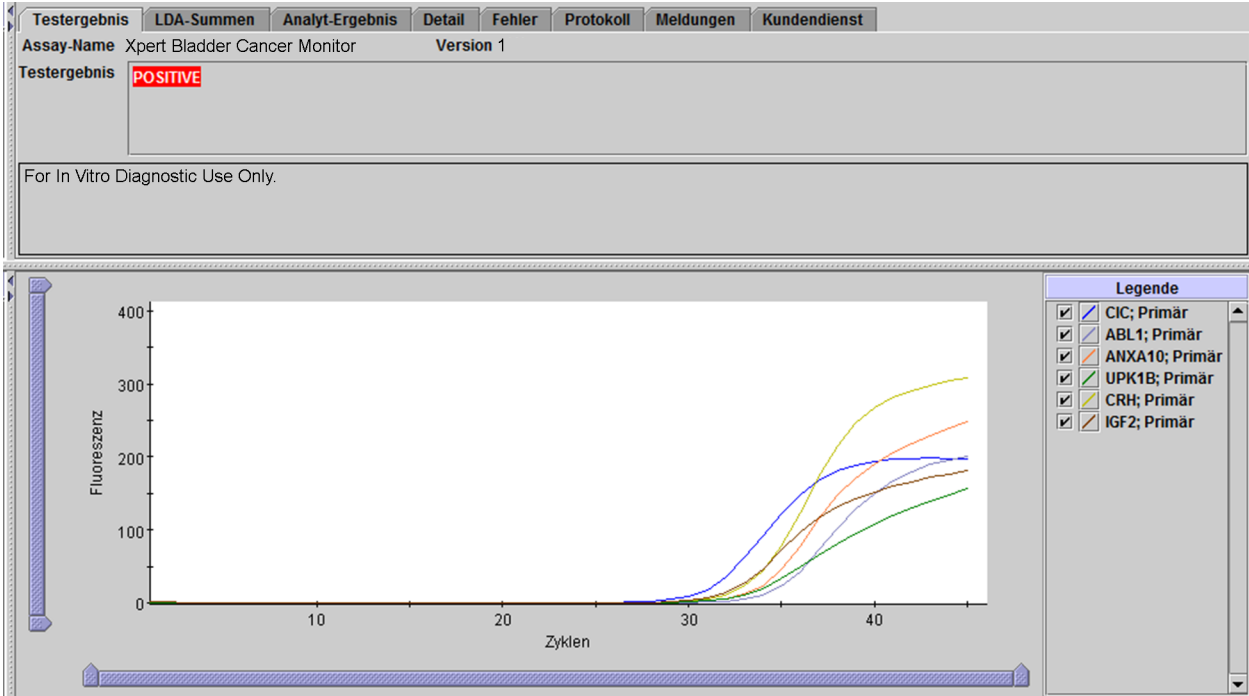 Testergebnis LDA-Summen Analyt-Ergebnis Detail Fehler Protokoll Meldungen Kundendienst
Assay-Name Xpert Bladder Cancer Monitor Version 1
Testergebnis POSITIVE
For In Vitro Diagnostic Use Only.
Legende
CIC; Primär
ABL1; Primär
ANXA10; Primär
UPK1B; Primär
CRH; Primär
IGF2; Primär
400
300
200
100
0
Fluoreszenz
10 20 30 40
Zyklen